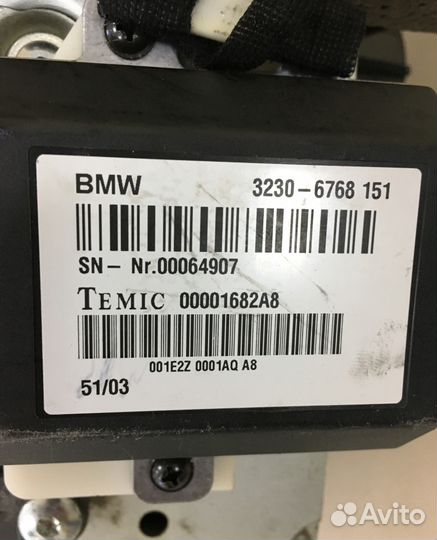 BMW 3230-6768 151
SN- Nr.00064907
TEMIC 00001682A8
001E2Z 0001AQ A8
51/03
Avito